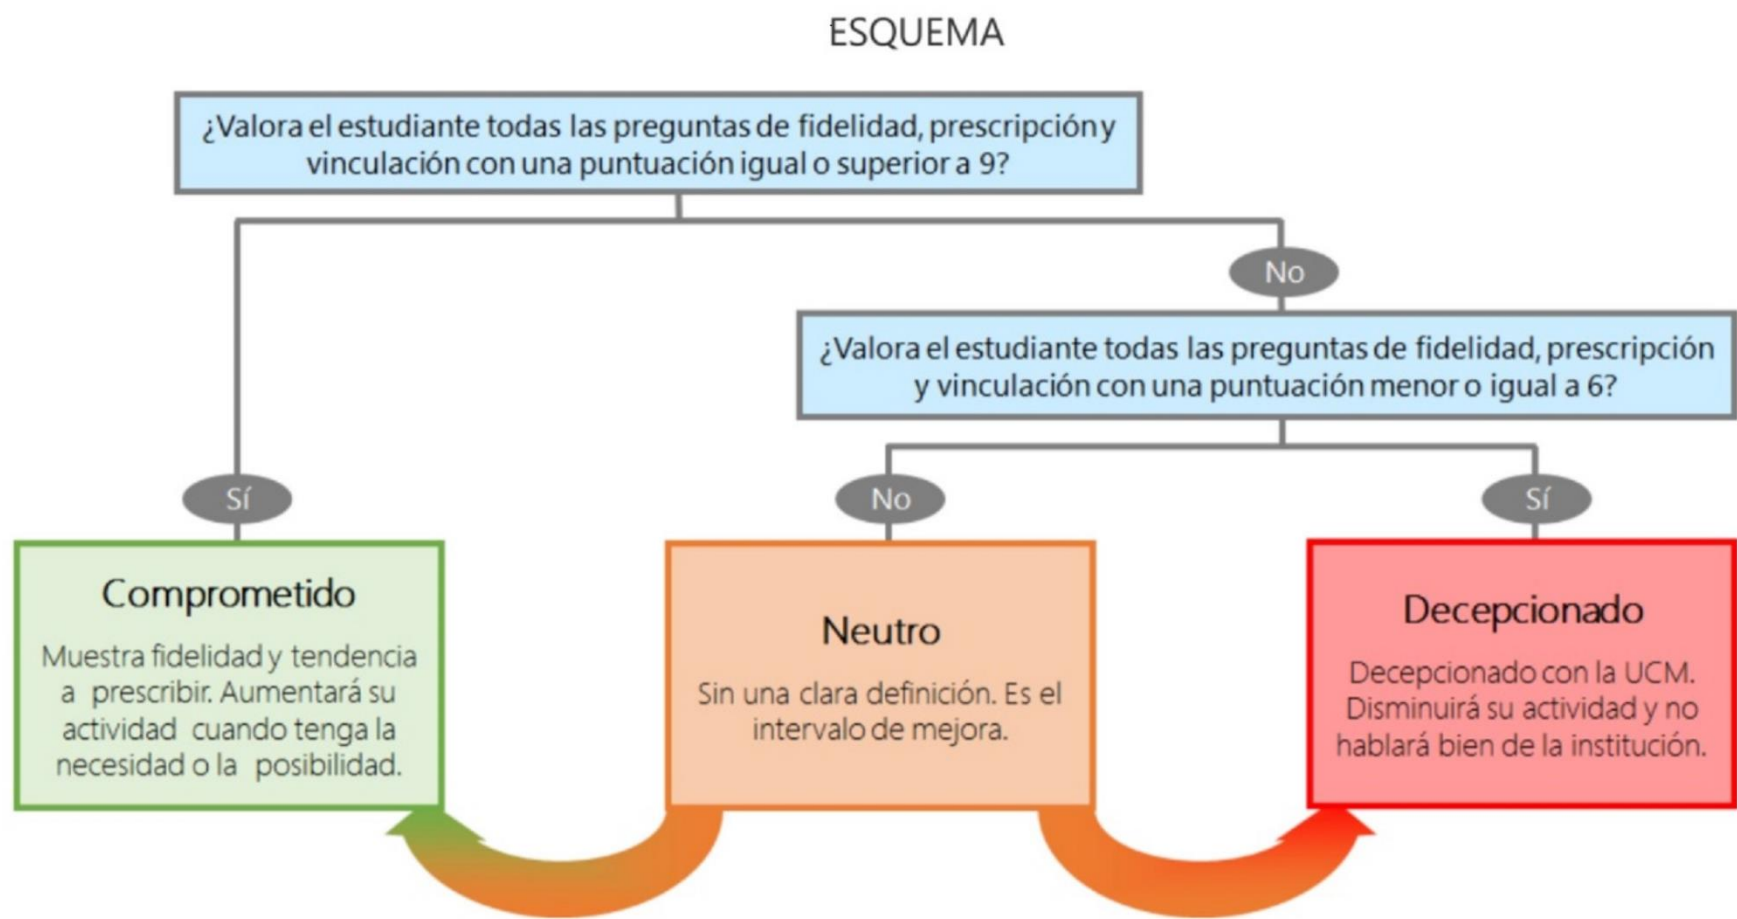 ESQUEMA
¿Valora el estudiante todas las preguntas de fidelidad, prescripción y
vinculación con una puntuación igual o superior a 9?
No
¿Valora el estudiante todas las preguntas de fidelidad, prescripción
y vinculación con una puntuación menor o igual a 6?
Sí
No
Sí
Comprometido
Muestra fidelidad y tendencia
a prescribir. Aumentará su
actividad cuando tenga la
necesidad o la posibilidad.
Neutro
Sin una clara definición. Es el
intervalo de mejora.
Decepcionado
Decepcionado con la UCM.
Disminuirá su actividad y no
hablará bien de la institución.